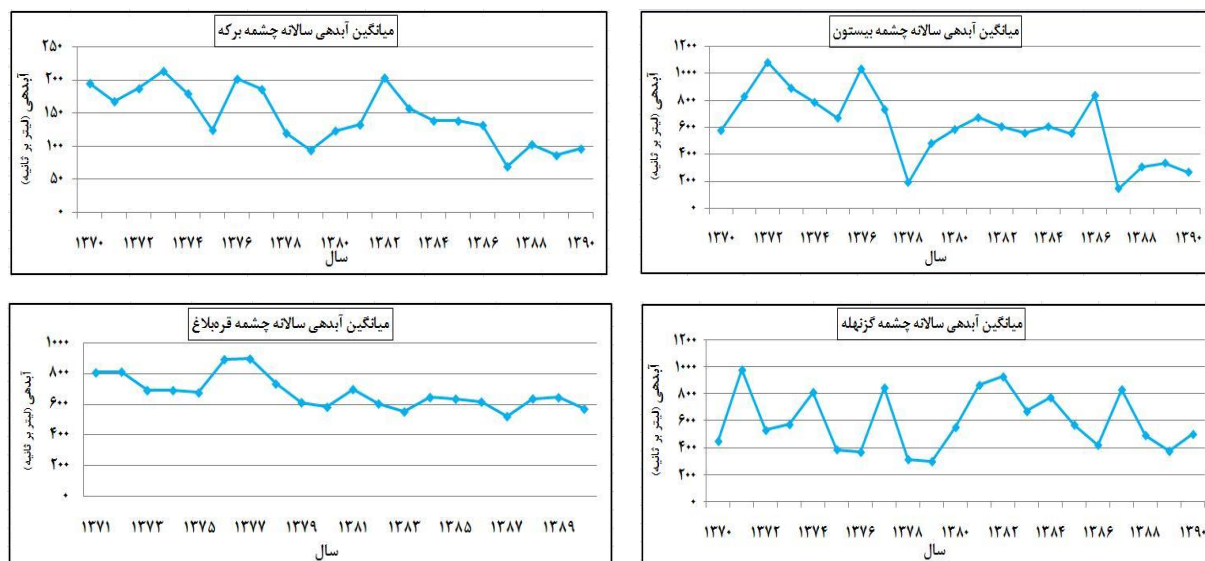 میانگین آبدهی سالانه چشمه برکه
آبدهی (لیتر بر ثانیه)
۲۵۰
۲۰۰
۱۵۰
۱۰۰
۵۰
۰
۱۳۷۰ ۱۳۷۲ ۱۳۷۴ ۱۳۷۶ ۱۳۷۸ ۱۳۸۰ ۱۳۸۲ ۱۳۸۴ ۱۳۸۶ ۱۳۸۸ ۱۳۹۰
سال
میانگین آبدهی سالانه چشمه بیستون
آبدهی (لیتر بر ثانیه)
۱۲۰۰
۱۰۰۰
۸۰۰
۶۰۰
۴۰۰
۲۰۰
۰
۱۳۷۰ ۱۳۷۲ ۱۳۷۴ ۱۳۷۶ ۱۳۷۸ ۱۳۸۰ ۱۳۸۲ ۱۳۸۴ ۱۳۸۶ ۱۳۸۸ ۱۳۹۰
سال
میانگین آبدهی سالانه چشمه قره‌بلاغ
آبدهی (لیتر بر ثانیه)
۱۰۰۰
۸۰۰
۶۰۰
۴۰۰
۲۰۰
۰
۱۳۷۱ ۱۳۷۳ ۱۳۷۵ ۱۳۷۷ ۱۳۷۹ ۱۳۸۱ ۱۳۸۳ ۱۳۸۵ ۱۳۸۷ ۱۳۸۹
سال
میانگین آبدهی سالانه چشمه گزنهله
آبدهی (لیتر بر ثانیه)
۱۲۰۰
۱۰۰۰
۸۰۰
۶۰۰
۴۰۰
۲۰۰
۰
۱۳۷۰ ۱۳۷۲ ۱۳۷۴ ۱۳۷۶ ۱۳۷۸ ۱۳۸۰ ۱۳۸۲ ۱۳۸۴ ۱۳۸۶ ۱۳۸۸ ۱۳۹۰
سال